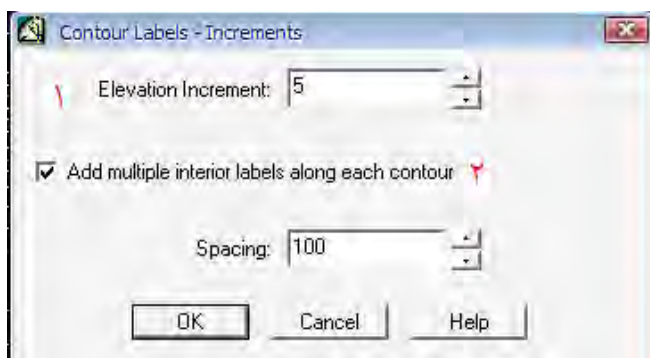 Contour Labels - Increments
١ Elevation Increment: 5
Add multiple interior labels along each contour ٢
Spacing: 100
OK Cancel Help